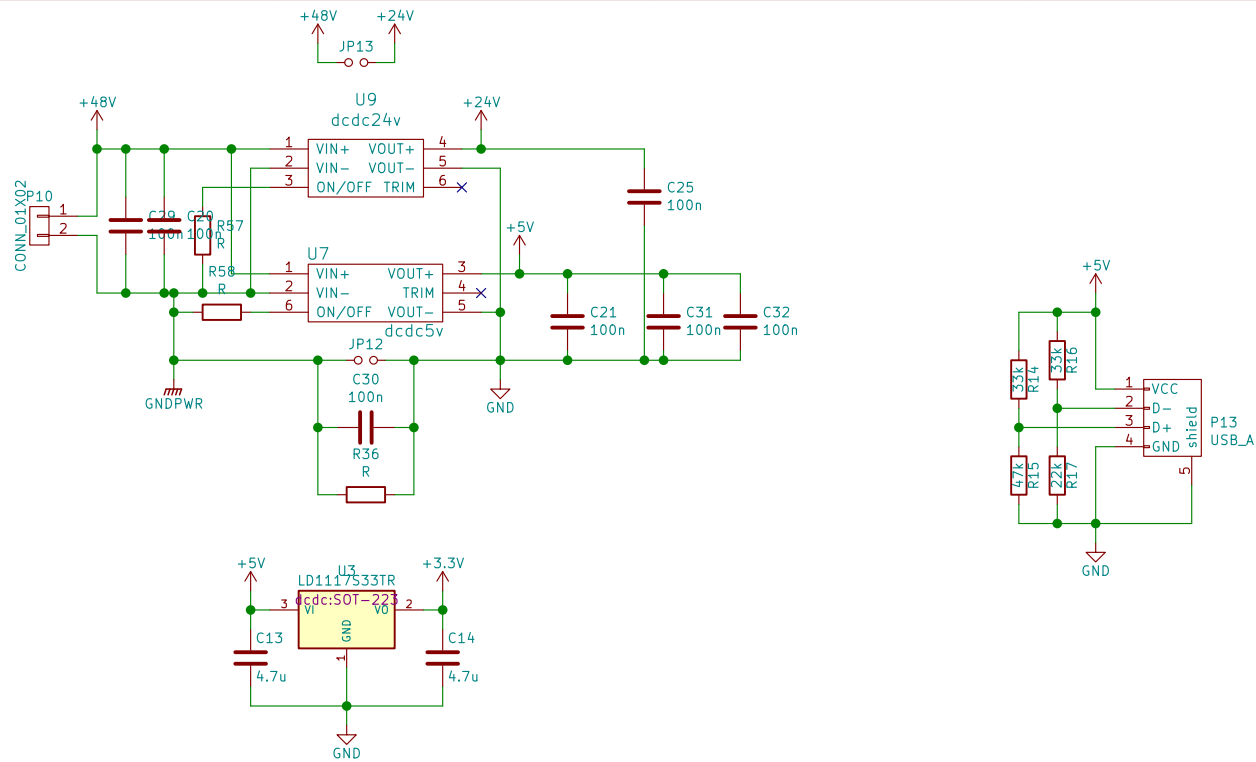 +48V
+24V
JP13
U9
dcdc24v
+48V
+24V
1 VIN+ VOUT+ 4
2 VIN- VOUT- 5
3 ON/OFF TRIM 6
P10
CONN_01X02
1
2
C29
100n
C20
100n
R57
R
C25
100n
+5V
U7
R58
R
1 VIN+ VOUT+ 3
2 VIN- TRIM 4
6 ON/OFF VOUT- 5
dcdc5v
C21
100n
C31
100n
C32
100n
JP12
C30
100n
R36
R
GNDPWR
GND
+5V
33k
R14
33k
R16
47k
R15
22k
R17
1 VCC
2 D-
3 D+
4 GND
shield
5
P13
USB_A
GND
+5V
+3.3V
U3
LD1117S33TR
dcdc:SOT-223
3 VI VO 2
GND
1
C13
4.7u
C14
4.7u
GND